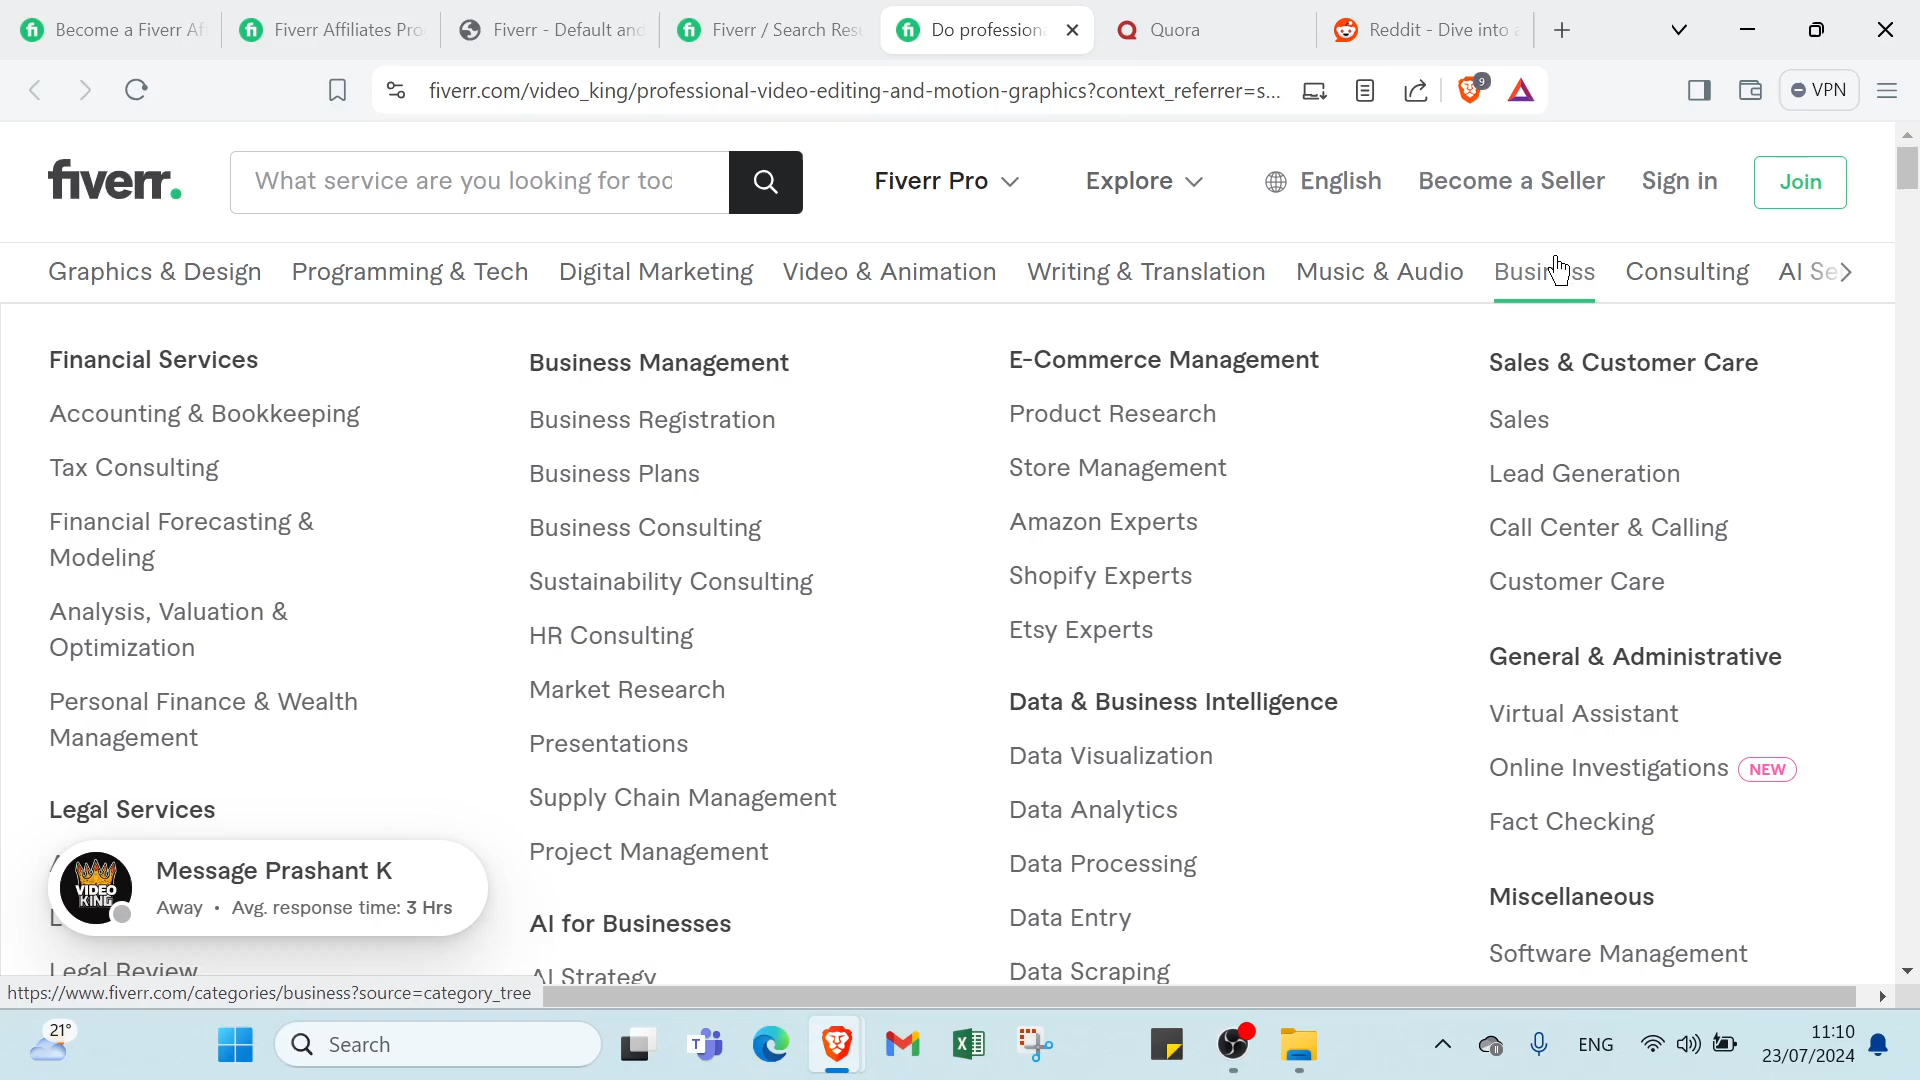 Become a Fiverr Af
Fiverr Affiliates Pro
Fiverr - Default and
Fiverr / Search Resu
Do profession
Quora
Reddit - Dive into a
fiverr.com/video_king/professional-video-editing-and-motion-graphics?context_referrer=s...
9
VPN
fiverr.
What service are you looking for tod
Fiverr Pro
Explore
English
Become a Seller
Sign in
Join
Graphics & Design
Programming & Tech
Digital Marketing
Video & Animation
Writing & Translation
Music & Audio
Business
Consulting
AI Se
Financial Services
Accounting & Bookkeeping
Tax Consulting
Financial Forecasting &
Modeling
Analysis, Valuation &
Optimization
Personal Finance & Wealth
Management
Legal Services
Legal Review
Business Management
Business Registration
Business Plans
Business Consulting
Sustainability Consulting
HR Consulting
Market Research
Presentations
Supply Chain Management
Project Management
AI for Businesses
AI Strategy
E-Commerce Management
Product Research
Store Management
Amazon Experts
Shopify Experts
Etsy Experts
Data & Business Intelligence
Data Visualization
Data Analytics
Data Processing
Data Entry
Data Scraping
Sales & Customer Care
Sales
Lead Generation
Call Center & Calling
Customer Care
General & Administrative
Virtual Assistant
Online Investigations NEW
Fact Checking
Miscellaneous
Software Management
VIDEO
KING
Message Prashant K
Away • Avg. response time: 3 Hrs
https://www.fiverr.com/categories/business?source=category_tree
21°
Search
ENG
11:10
23/07/2024